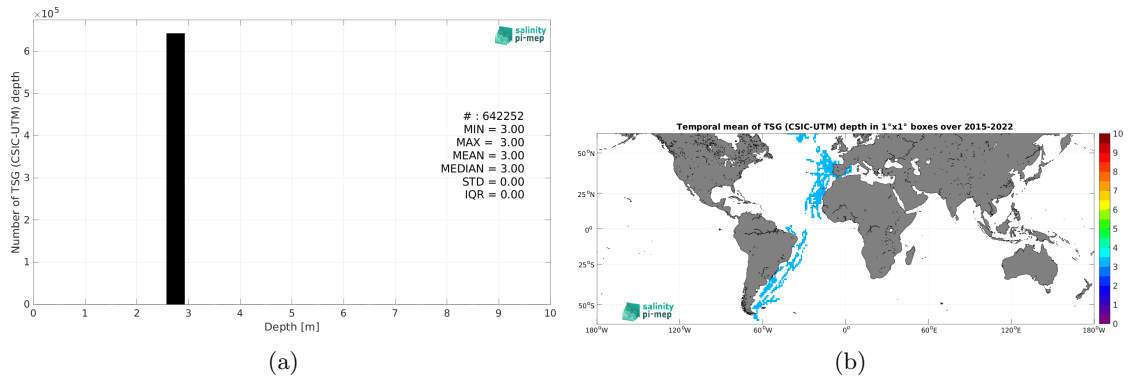 ×10⁵
salinity
pi-mep
Number of TSG (CSIC-UTM) depth
6
5
4
3
2
1
0
# : 642252
MIN = 3.00
MAX = 3.00
MEAN = 3.00
MEDIAN = 3.00
STD = 0.00
IQR = 0.00
0 1 2 3 4 5 6 7 8 9 10
Depth [m]
(a)
Temporal mean of TSG (CSIC-UTM) depth in 1°x1° boxes over 2015-2022
50°N
25°N
0°
25°S
50°S
salinity
pi-mep
180°W 120°W 60°W 0° 60°E 120°E 180°W
10
9
8
7
6
5
4
3
2
1
0
(b)